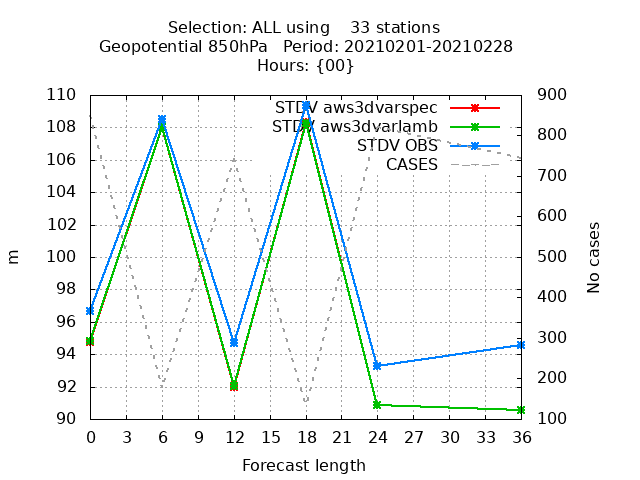 Selection: ALL using    33 stations
Geopotential 850hPa   Period: 20210201-20210228
Hours: {00}
STDV aws3dvarspec
STDV aws3dvarlamb
STDV OBS
CASES
110
108
106
104
102
100
98
96
94
92
90
m
900
800
700
600
500
400
300
200
100
No cases
0 3 6 9 12 15 18 21 24 27 30 33 36
Forecast length